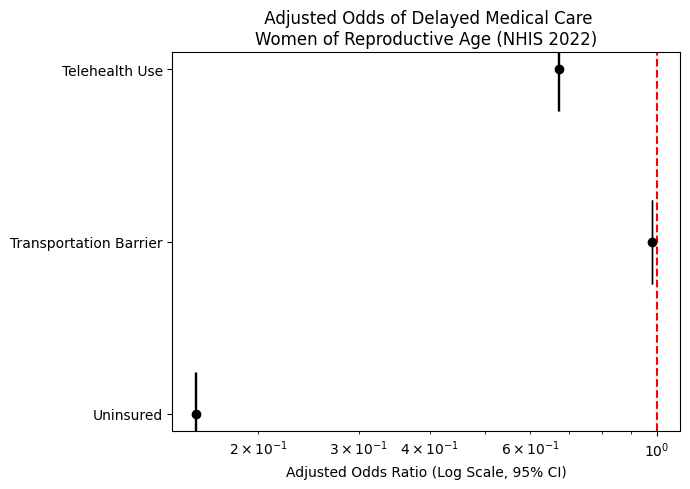 Adjusted Odds of Delayed Medical Care
Women of Reproductive Age (NHIS 2022)
Telehealth Use
Transportation Barrier
Uninsured
2 × 10⁻¹
3 × 10⁻¹
4 × 10⁻¹
6 × 10⁻¹
10⁰
Adjusted Odds Ratio (Log Scale, 95% CI)